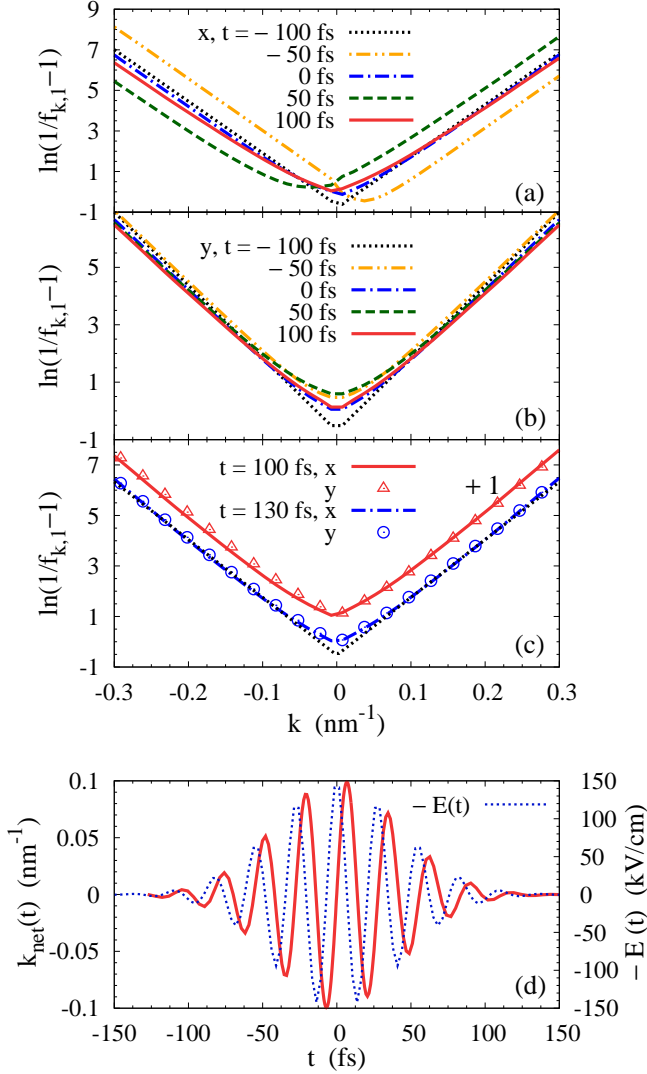 9
7
5
3
1
-1
ln(1/f_{k,1}-1)
x, t = − 100 fs
− 50 fs
0 fs
50 fs
100 fs
(a)
5
3
1
-1
ln(1/f_{k,1}-1)
y, t = − 100 fs
− 50 fs
0 fs
50 fs
100 fs
(b)
7
5
3
1
-1
ln(1/f_{k,1}-1)
t = 100 fs, x
y
t = 130 fs, x
y
+ 1
(c)
-0.3 -0.2 -0.1 0 0.1 0.2 0.3
k (nm^{-1})
0.1
0.05
0
-0.05
-0.1
k_{net}(t) (nm^{-1})
− E(t)
150
100
50
0
-50
-100
-150
− E (t) (kV/cm)
(d)
-150 -100 -50 0 50 100 150
t (fs)